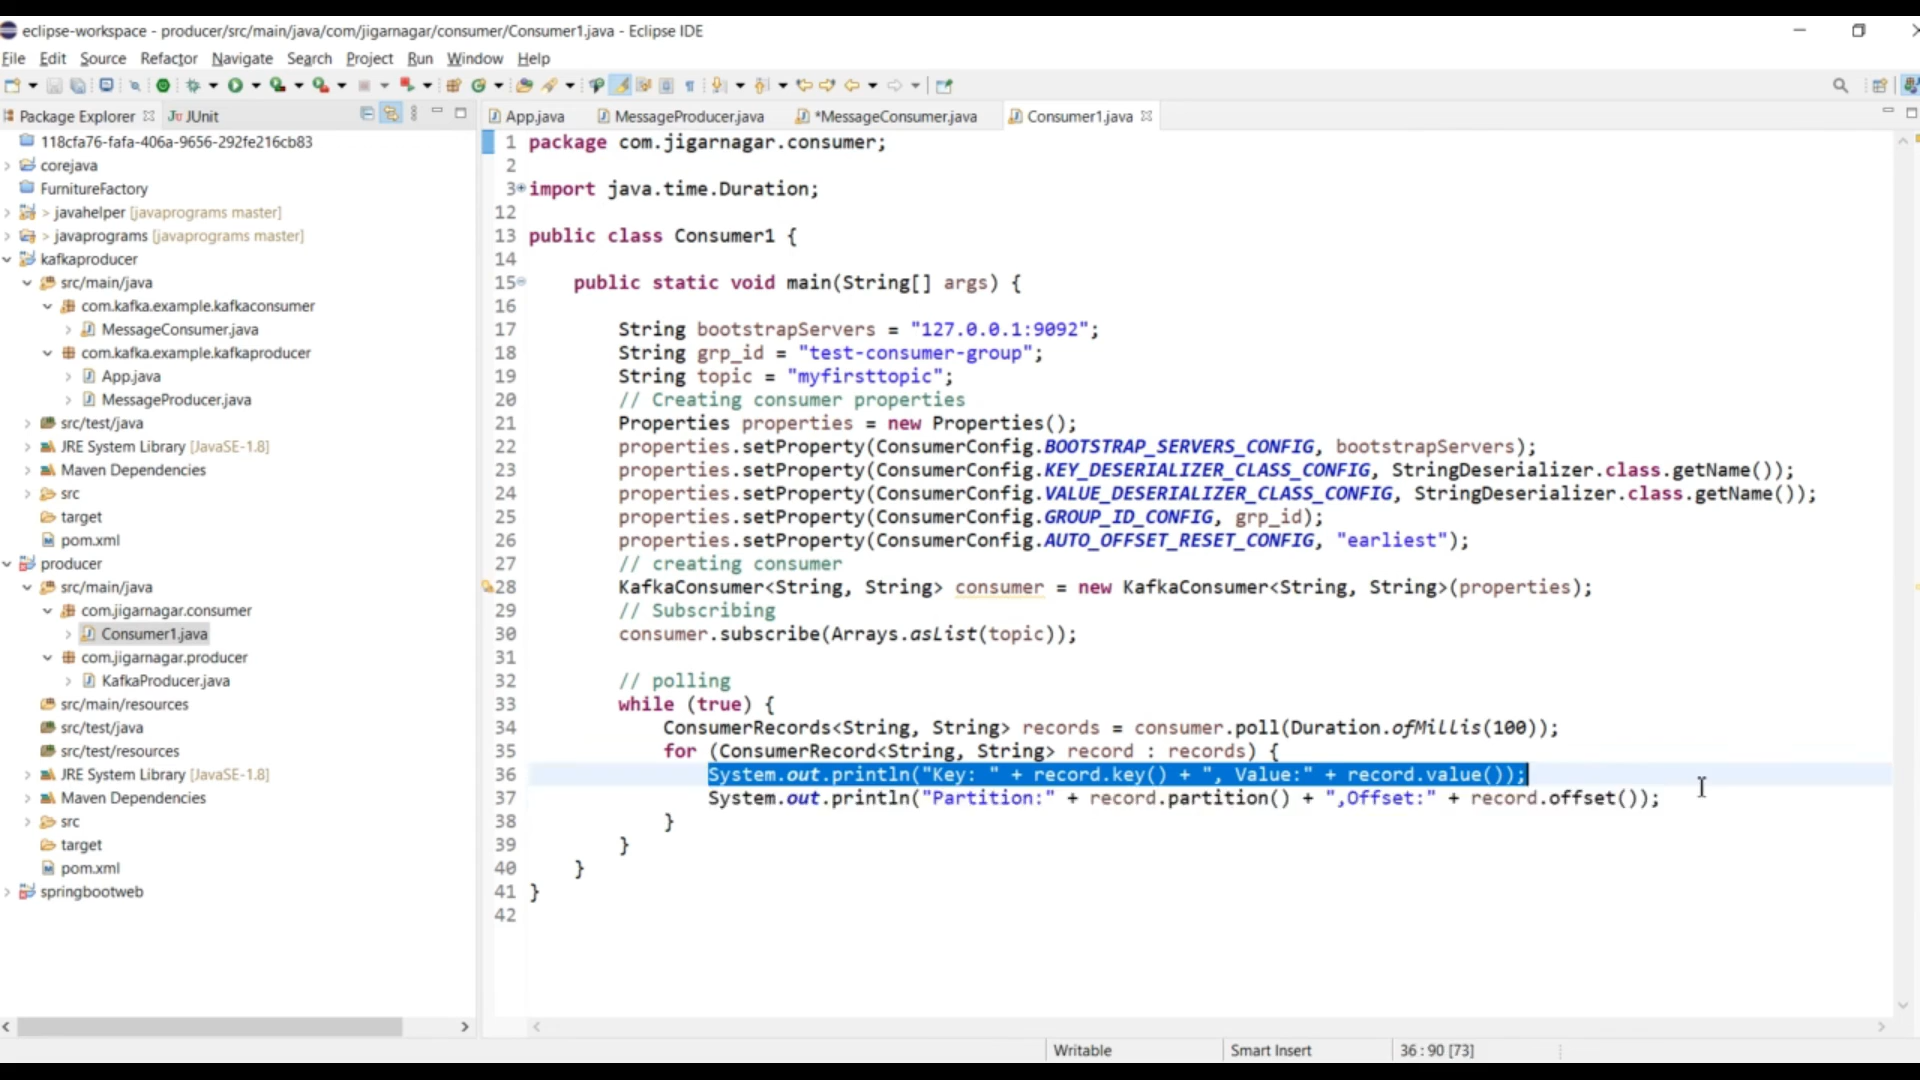 eclipse-workspace - producer/src/main/java/com/jigarnagar/consumer/Consumer1.java - Eclipse IDE
File Edit Source Refactor Navigate Search Project Run Window Help
Package Explorer JUnit
118cfa76-fafa-406a-9656-292fe216cb83
corejava
FurnitureFactory
> javahelper [javaprograms master]
> javaprograms [javaprograms master]
kafkaproducer
src/main/java
com.kafka.example.kafkaconsumer
MessageConsumer.java
com.kafka.example.kafkaproducer
App.java
MessageProducer.java
src/test/java
JRE System Library [JavaSE-1.8]
Maven Dependencies
src
target
pom.xml
producer
src/main/java
com.jigarnagar.consumer
Consumer1.java
com.jigarnagar.producer
KafkaProducer.java
src/main/resources
src/test/java
src/test/resources
JRE System Library [JavaSE-1.8]
Maven Dependencies
src
target
pom.xml
springbootweb
App.java MessageProducer.java *MessageConsumer.java Consumer1.java
1 package com.jigarnagar.consumer;
2
3 import java.time.Duration;
12
13 public class Consumer1 {
14
15 public static void main(String[] args) {
16
17 String bootstrapServers = "127.0.0.1:9092";
18 String grp_id = "test-consumer-group";
19 String topic = "myfirsttopic";
20 // Creating consumer properties
21 Properties properties = new Properties();
22 properties.setProperty(ConsumerConfig.BOOTSTRAP_SERVERS_CONFIG, bootstrapServers);
23 properties.setProperty(ConsumerConfig.KEY_DESERIALIZER_CLASS_CONFIG, StringDeserializer.class.getName());
24 properties.setProperty(ConsumerConfig.VALUE_DESERIALIZER_CLASS_CONFIG, StringDeserializer.class.getName());
25 properties.setProperty(ConsumerConfig.GROUP_ID_CONFIG, grp_id);
26 properties.setProperty(ConsumerConfig.AUTO_OFFSET_RESET_CONFIG, "earliest");
27 // creating consumer
28 KafkaConsumer<String, String> consumer = new KafkaConsumer<String, String>(properties);
29 // Subscribing
30 consumer.subscribe(Arrays.asList(topic));
31
32 // polling
33 while (true) {
34 ConsumerRecords<String, String> records = consumer.poll(Duration.ofMillis(100));
35 for (ConsumerRecord<String, String> record : records) {
36 System.out.println("Key: " + record.key() + ", Value:" + record.value());
37 System.out.println("Partition:" + record.partition() + ",Offset:" + record.offset());
38 }
39 }
40 }
41 }
42
Writable Smart Insert 36 : 90 [73]